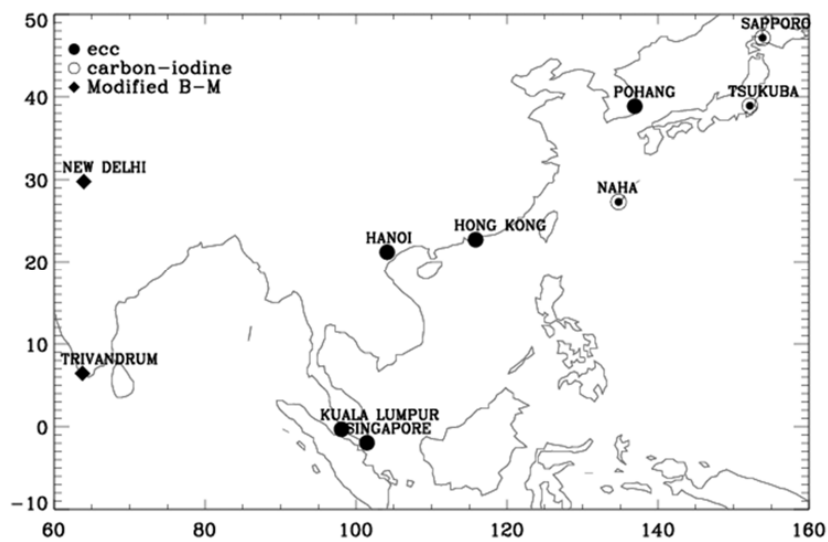 50
SAPPORO
ecc
carbon-iodine
Modified B-M
40
POHANG
TSUKUBA
NEW DELHI
30
NAHA
HONG KONG
HANOI
20
10
TRIVANDRUM
KUALA LUMPUR
0
SINGAPORE
-10
60 80 100 120 140 160